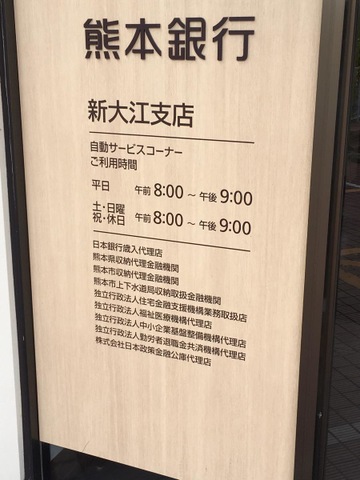 熊本銀行
新大江支店
自動サービスコーナー
ご利用時間
平日 午前 8:00 ～ 午後 9:00
土・日曜
祝・休日 午前 8:00 ～ 午後 9:00
日本銀行歳入代理店
熊本県収納代理金融機関
熊本市収納代理金融機関
熊本市上下水道局収納取扱金融機関
独立行政法人住宅金融支援機構業務取扱店
独立行政法人福祉医療機構代理店
独立行政法人中小企業基盤整備機構代理店
独立行政法人勤労者退職金共済機構代理店
株式会社日本政策金融公庫代理店